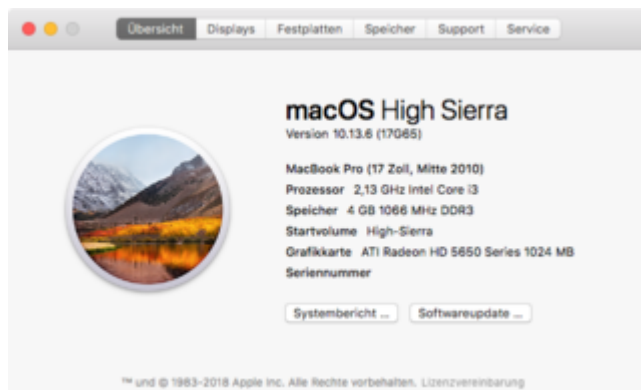 Übersicht Displays Festplatten Speicher Support Service
macOS High Sierra
Version 10.13.6 (17G65)
MacBook Pro (17 Zoll, Mitte 2010)
Prozessor 2,13 GHz Intel Core i3
Speicher 4 GB 1066 MHz DDR3
Startvolume High-Sierra
Grafikkarte ATI Radeon HD 5650 Series 1024 MB
Seriennummer
Systembericht ... Softwareupdate ...
™ und © 1983-2018 Apple Inc. Alle Rechte vorbehalten. Lizenzvereinbarung